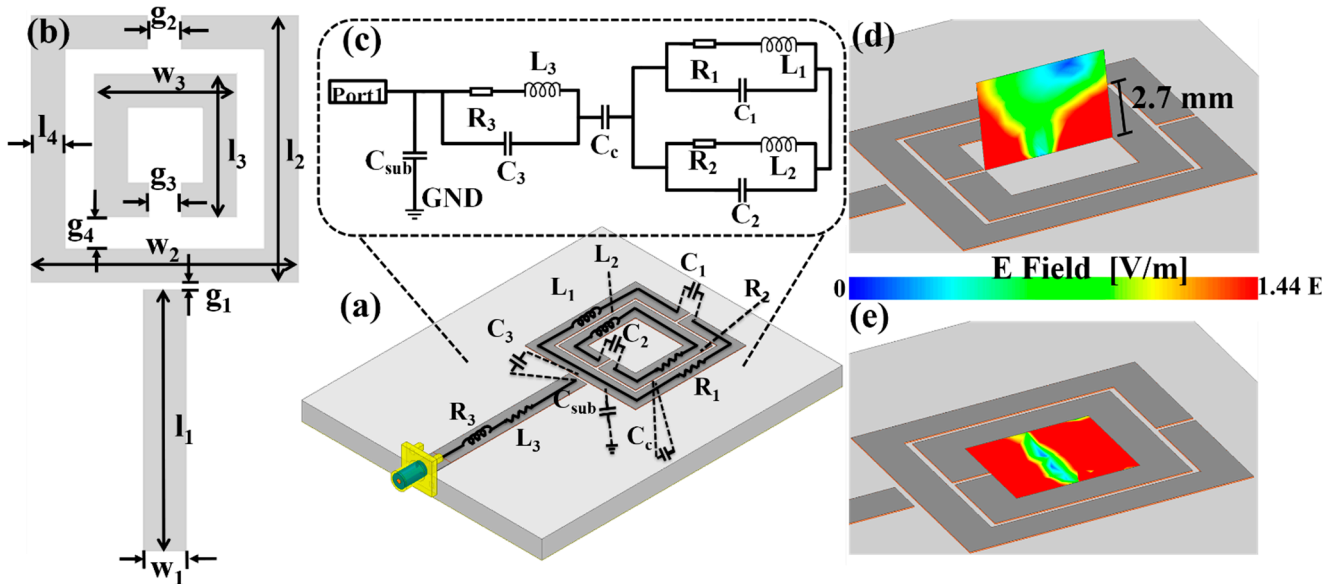 (b)
g₂
w₃
l₄
l₃
l₂
g₃
g₄
w₂
g₁
l₁
w₁
(c)
L₃
R₁
L₁
Port1
R₃
C₁
C₃
Cc
Csub
R₂
L₂
GND
C₂
(a)
L₂
C₁
L₁
R₂
C₃
C₂
R₁
Csub
R₃
L₃
Cc
(d)
2.7 mm
E Field [V/m]
0
1.44 E
(e)